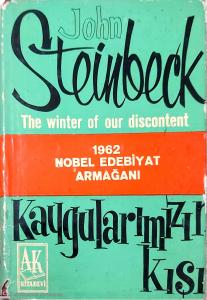 John
Steinbeck
The winter of our discontent
1962
NOBEL EDEBİYAT
ARMAĞANI
Kaygularımızın
kışı
AK
KİTABEVİ